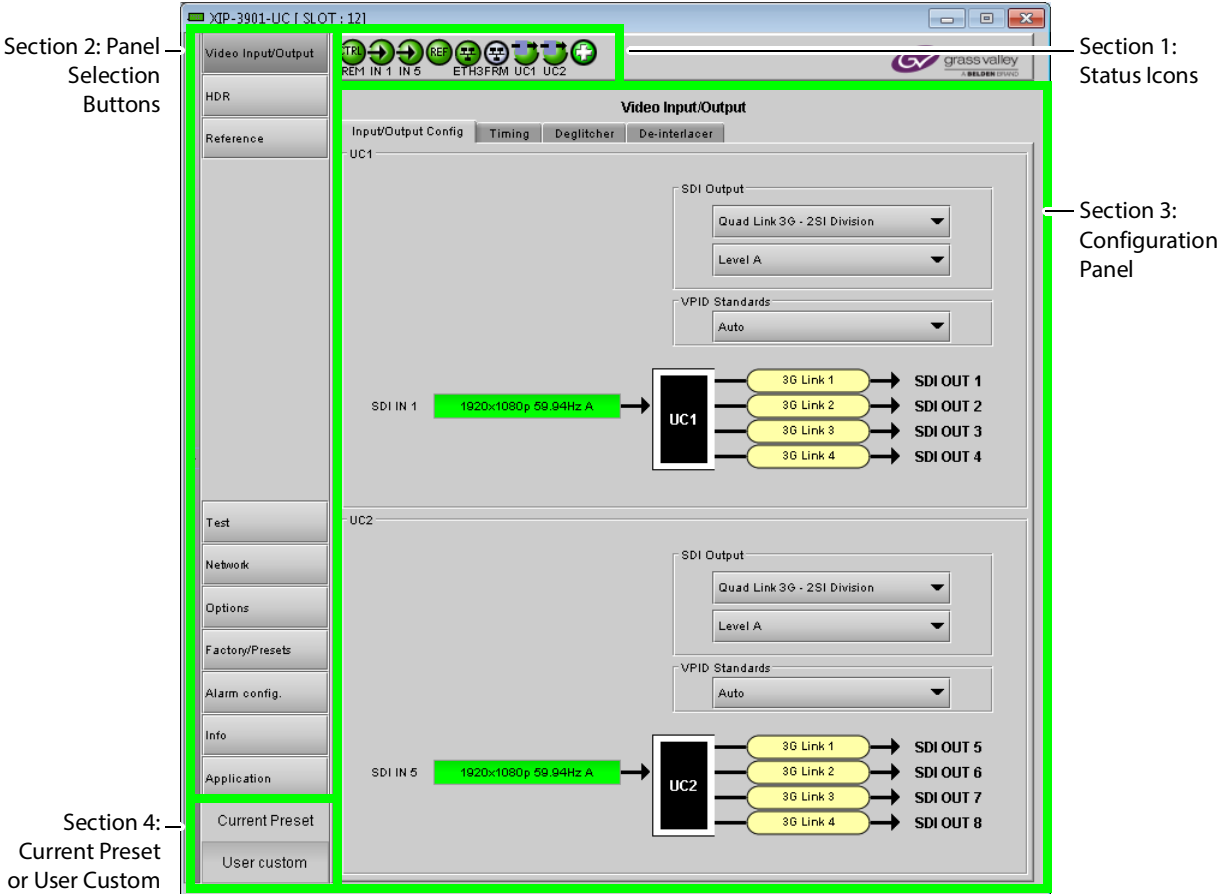 XIP-3901-UC [ SLOT : 12]
Section 2: Panel
Selection
Buttons
Video Input/Output
HDR
Reference
Test
Network
Options
Factory/Presets
Alarm config.
Info
Application
Section 4:
Current Preset
or User Custom
Current Preset
User custom
CTRL
REF
REM IN 1 IN 5 ETH3FRM UC1 UC2
grass valley
A BELDEN BRAND
Section 1:
Status Icons
Section 3:
Configuration
Panel
Video Input/Output
Input/Output Config Timing Deglitcher De-interlacer
UC1
SDI Output
Quad Link 3G - 2SI Division
Level A
VPID Standards
Auto
SDI IN 1
1920x1080p 59.94Hz A
UC1
3G Link 1 SDI OUT 1
3G Link 2 SDI OUT 2
3G Link 3 SDI OUT 3
3G Link 4 SDI OUT 4
UC2
SDI Output
Quad Link 3G - 2SI Division
Level A
VPID Standards
Auto
SDI IN 5
1920x1080p 59.94Hz A
UC2
3G Link 1 SDI OUT 5
3G Link 2 SDI OUT 6
3G Link 3 SDI OUT 7
3G Link 4 SDI OUT 8